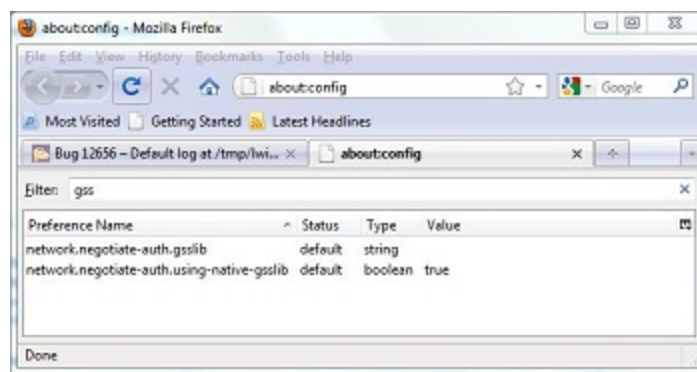 about:config - Mozilla Firefox
File Edit View History Bookmarks Tools Help
about:config
Google
Most Visited Getting Started Latest Headlines
Bug 12656 – Default log at /tmp/lwi... about:config
Filter: gss
Preference Name Status Type Value
network.negotiate-auth.gsslib default string
network.negotiate-auth.using-native-gsslib default boolean true
Done